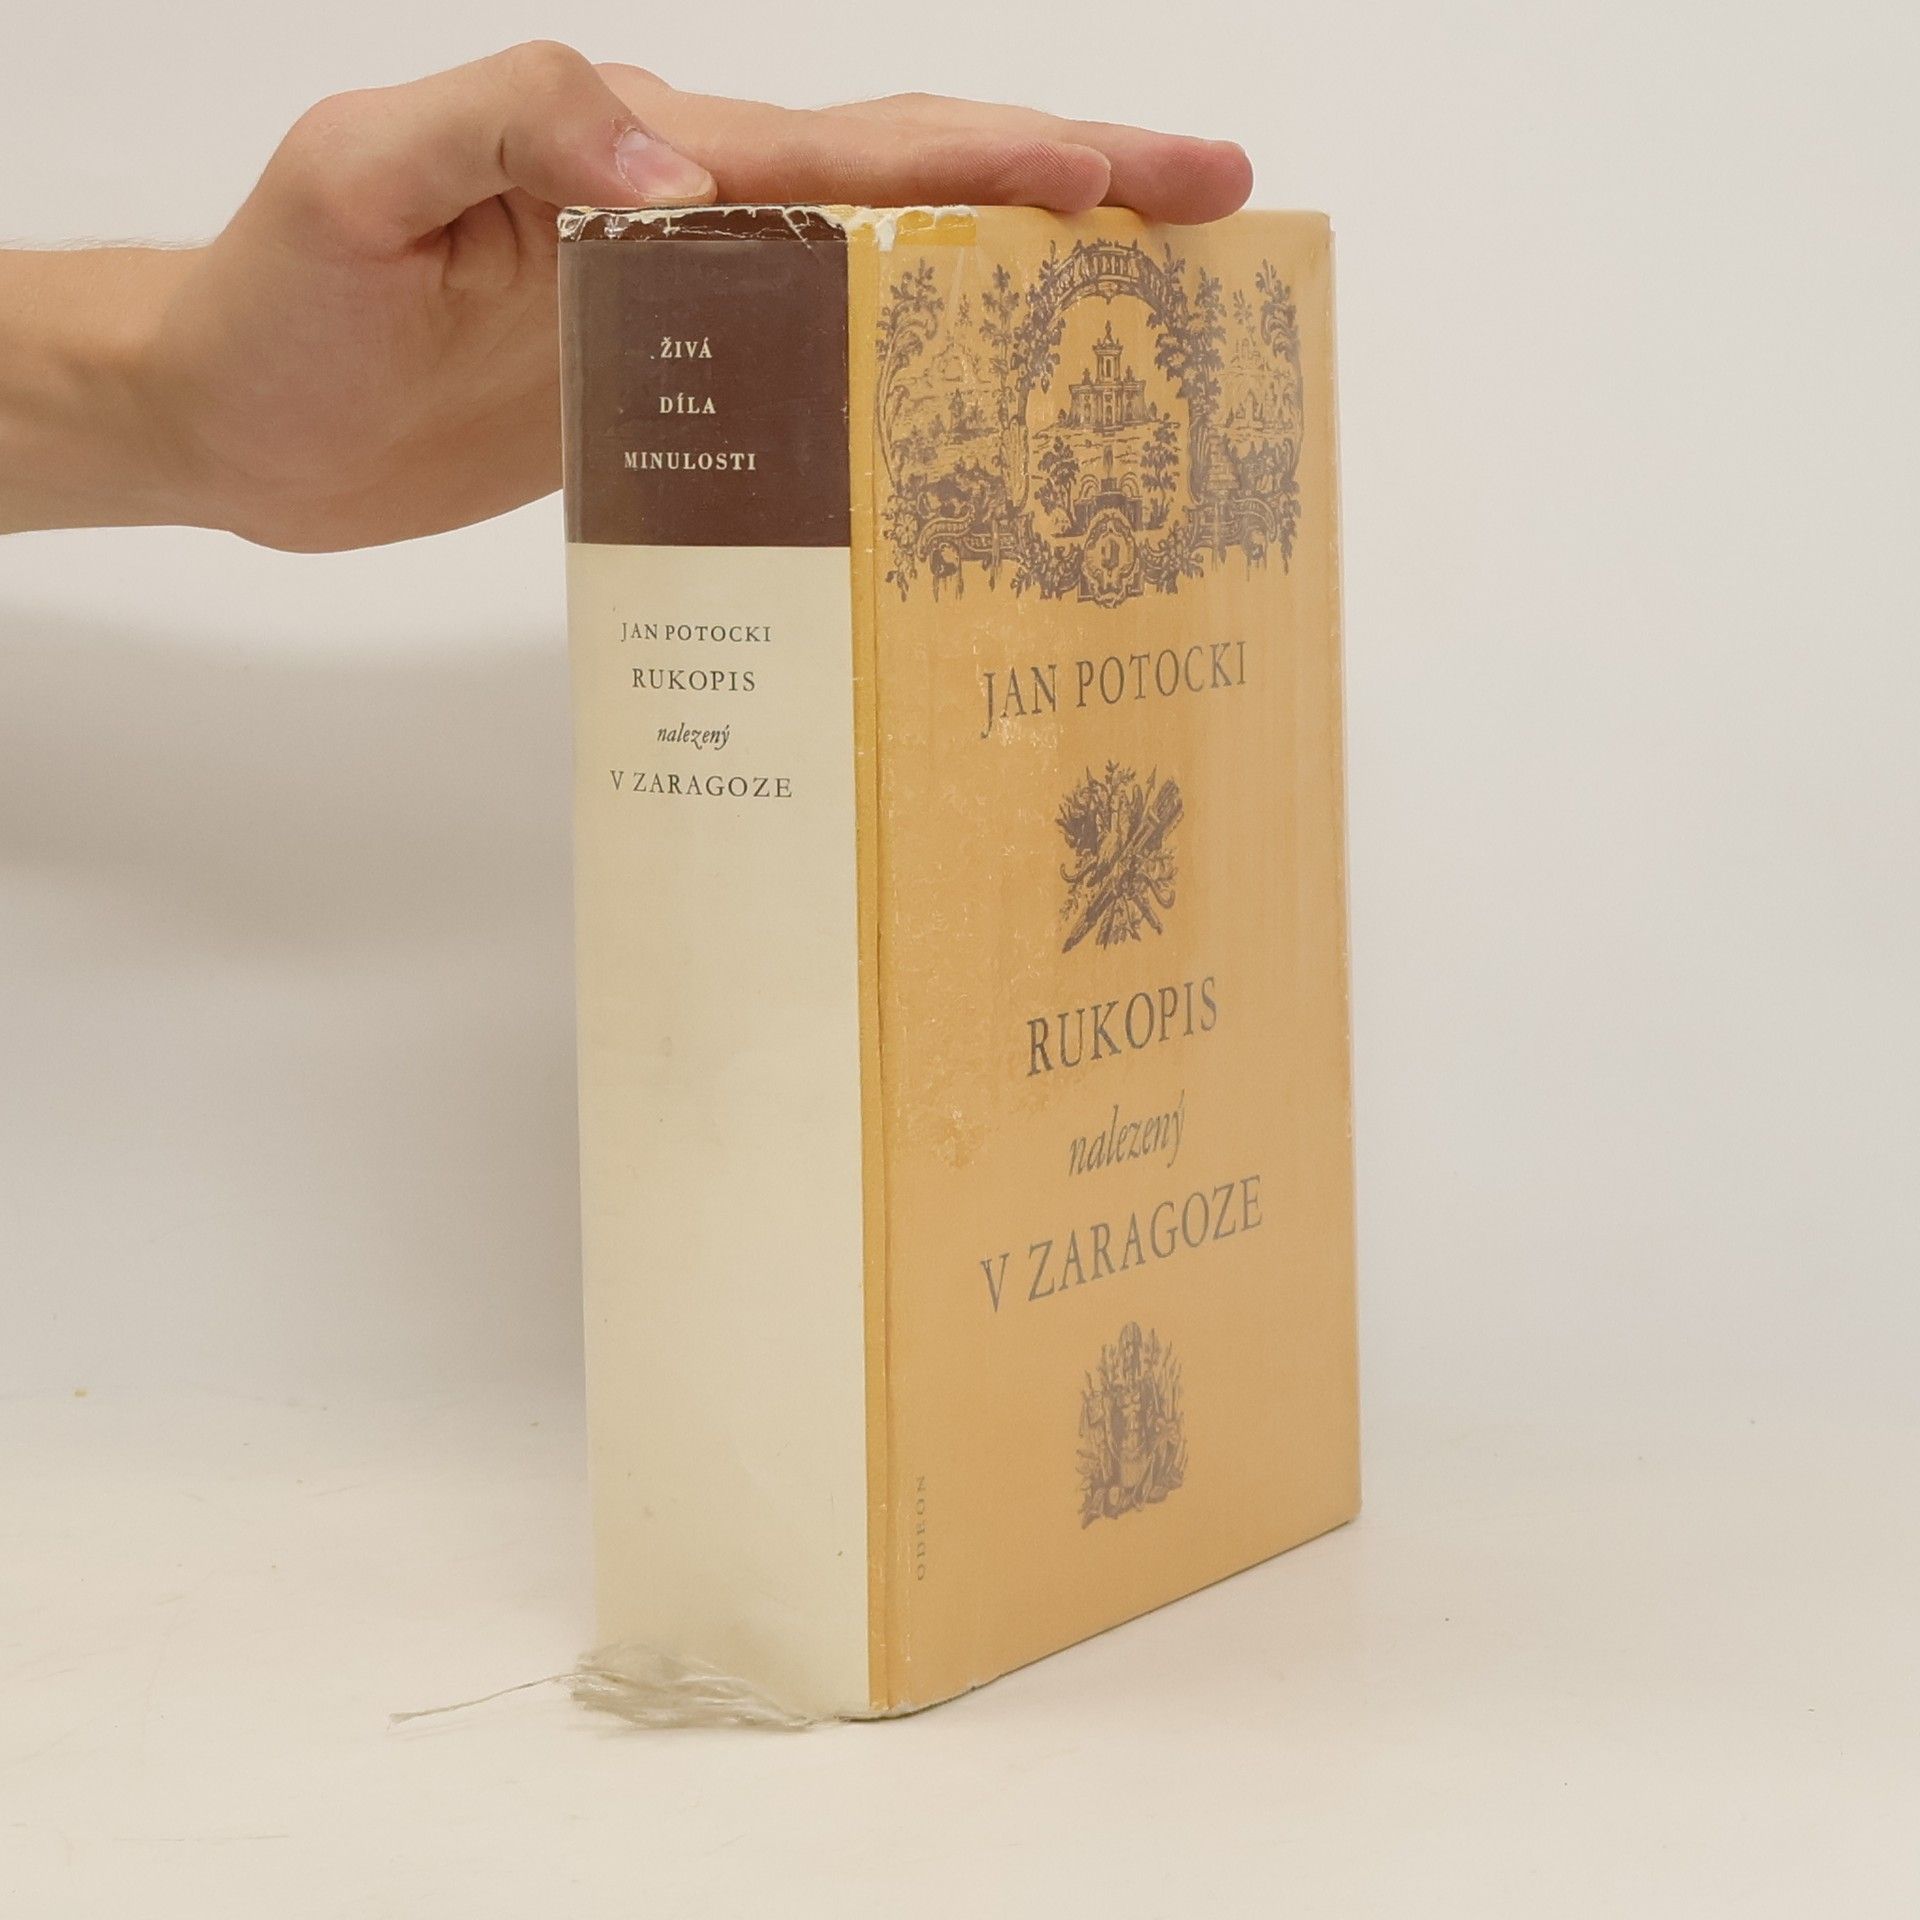 ŽIVÁ
DÍLA
MINULOSTI
JAN POTOCKI
RUKOPIS
nalezený
V ZARAGOZE
JAN POTOCKI
RUKOPIS
nalezený
V ZARAGOZE
ODEON